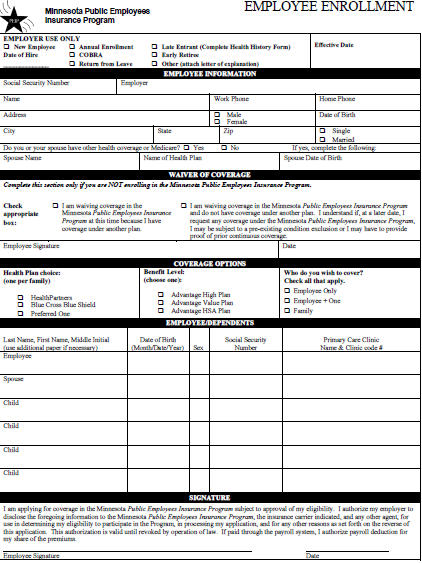 EMPLOYEE ENROLLMENT
Minnesota Public Employees
Insurance Program
PEIP
EMPLOYER USE ONLY
New Employee Annual Enrollment Late Entrant (Complete Health History Form) Effective Date
Date of Hire COBRA Early Retiree
Return from Leave Other (attach letter of explanation)
EMPLOYEE INFORMATION
Social Security Number Employer
Name Work Phone Home Phone
Address Male Date of Birth
Female
City State Zip Single
Married
Do you or your spouse have other health coverage or Medicare? Yes No If yes, complete the following:
Spouse Name Name of Health Plan Spouse Date of Birth
WAIVER OF COVERAGE
Complete this section only if you are NOT enrolling in the Minnesota Public Employees Insurance Program.
Check I am waiving coverage in the I am waiving coverage in the Minnesota Public Employees Insurance Program
appropriate Minnesota Public Employees Insurance and do not have coverage under another plan. I understand if, at a later date, I
box: Program at this time because I have request any coverage under the Minnesota Public Employees Insurance Program,
coverage under another plan. I may be subject to a pre-existing condition exclusion or I may have to provide
proof of prior continuous coverage.
Employee Signature Date
COVERAGE OPTIONS
Health Plan choice: Benefit Level: Who do you wish to cover?
(one per family) (choose one): Check all that apply.
HealthPartners Advantage High Plan Employee Only
Blue Cross Blue Shield Advantage Value Plan Employee + One
Preferred One Advantage HSA Plan Family
EMPLOYEE/DEPENDENTS
Last Name, First Name, Middle Initial Date of Birth Social Security Primary Care Clinic
(use additional paper if necessary) (Month/Date/Year) Sex Number Name & Clinic code #
Employee
Spouse
Child
Child
Child
Child
SIGNATURE
I am applying for coverage in the Minnesota Public Employees Insurance Program subject to approval of my eligibility. I authorize my employer to
disclose the foregoing information to the Minnesota Public Employees Insurance Program, the insurance carrier indicated, and any other agent, for
use in determining my eligibility to participate in the Program, in processing my application, and for any other reasons as set forth on the reverse of
this application. This authorization is valid until revoked by operation of law. If paid through the payroll system, I authorize payroll deduction for
my share of the premiums.
Employee Signature Date